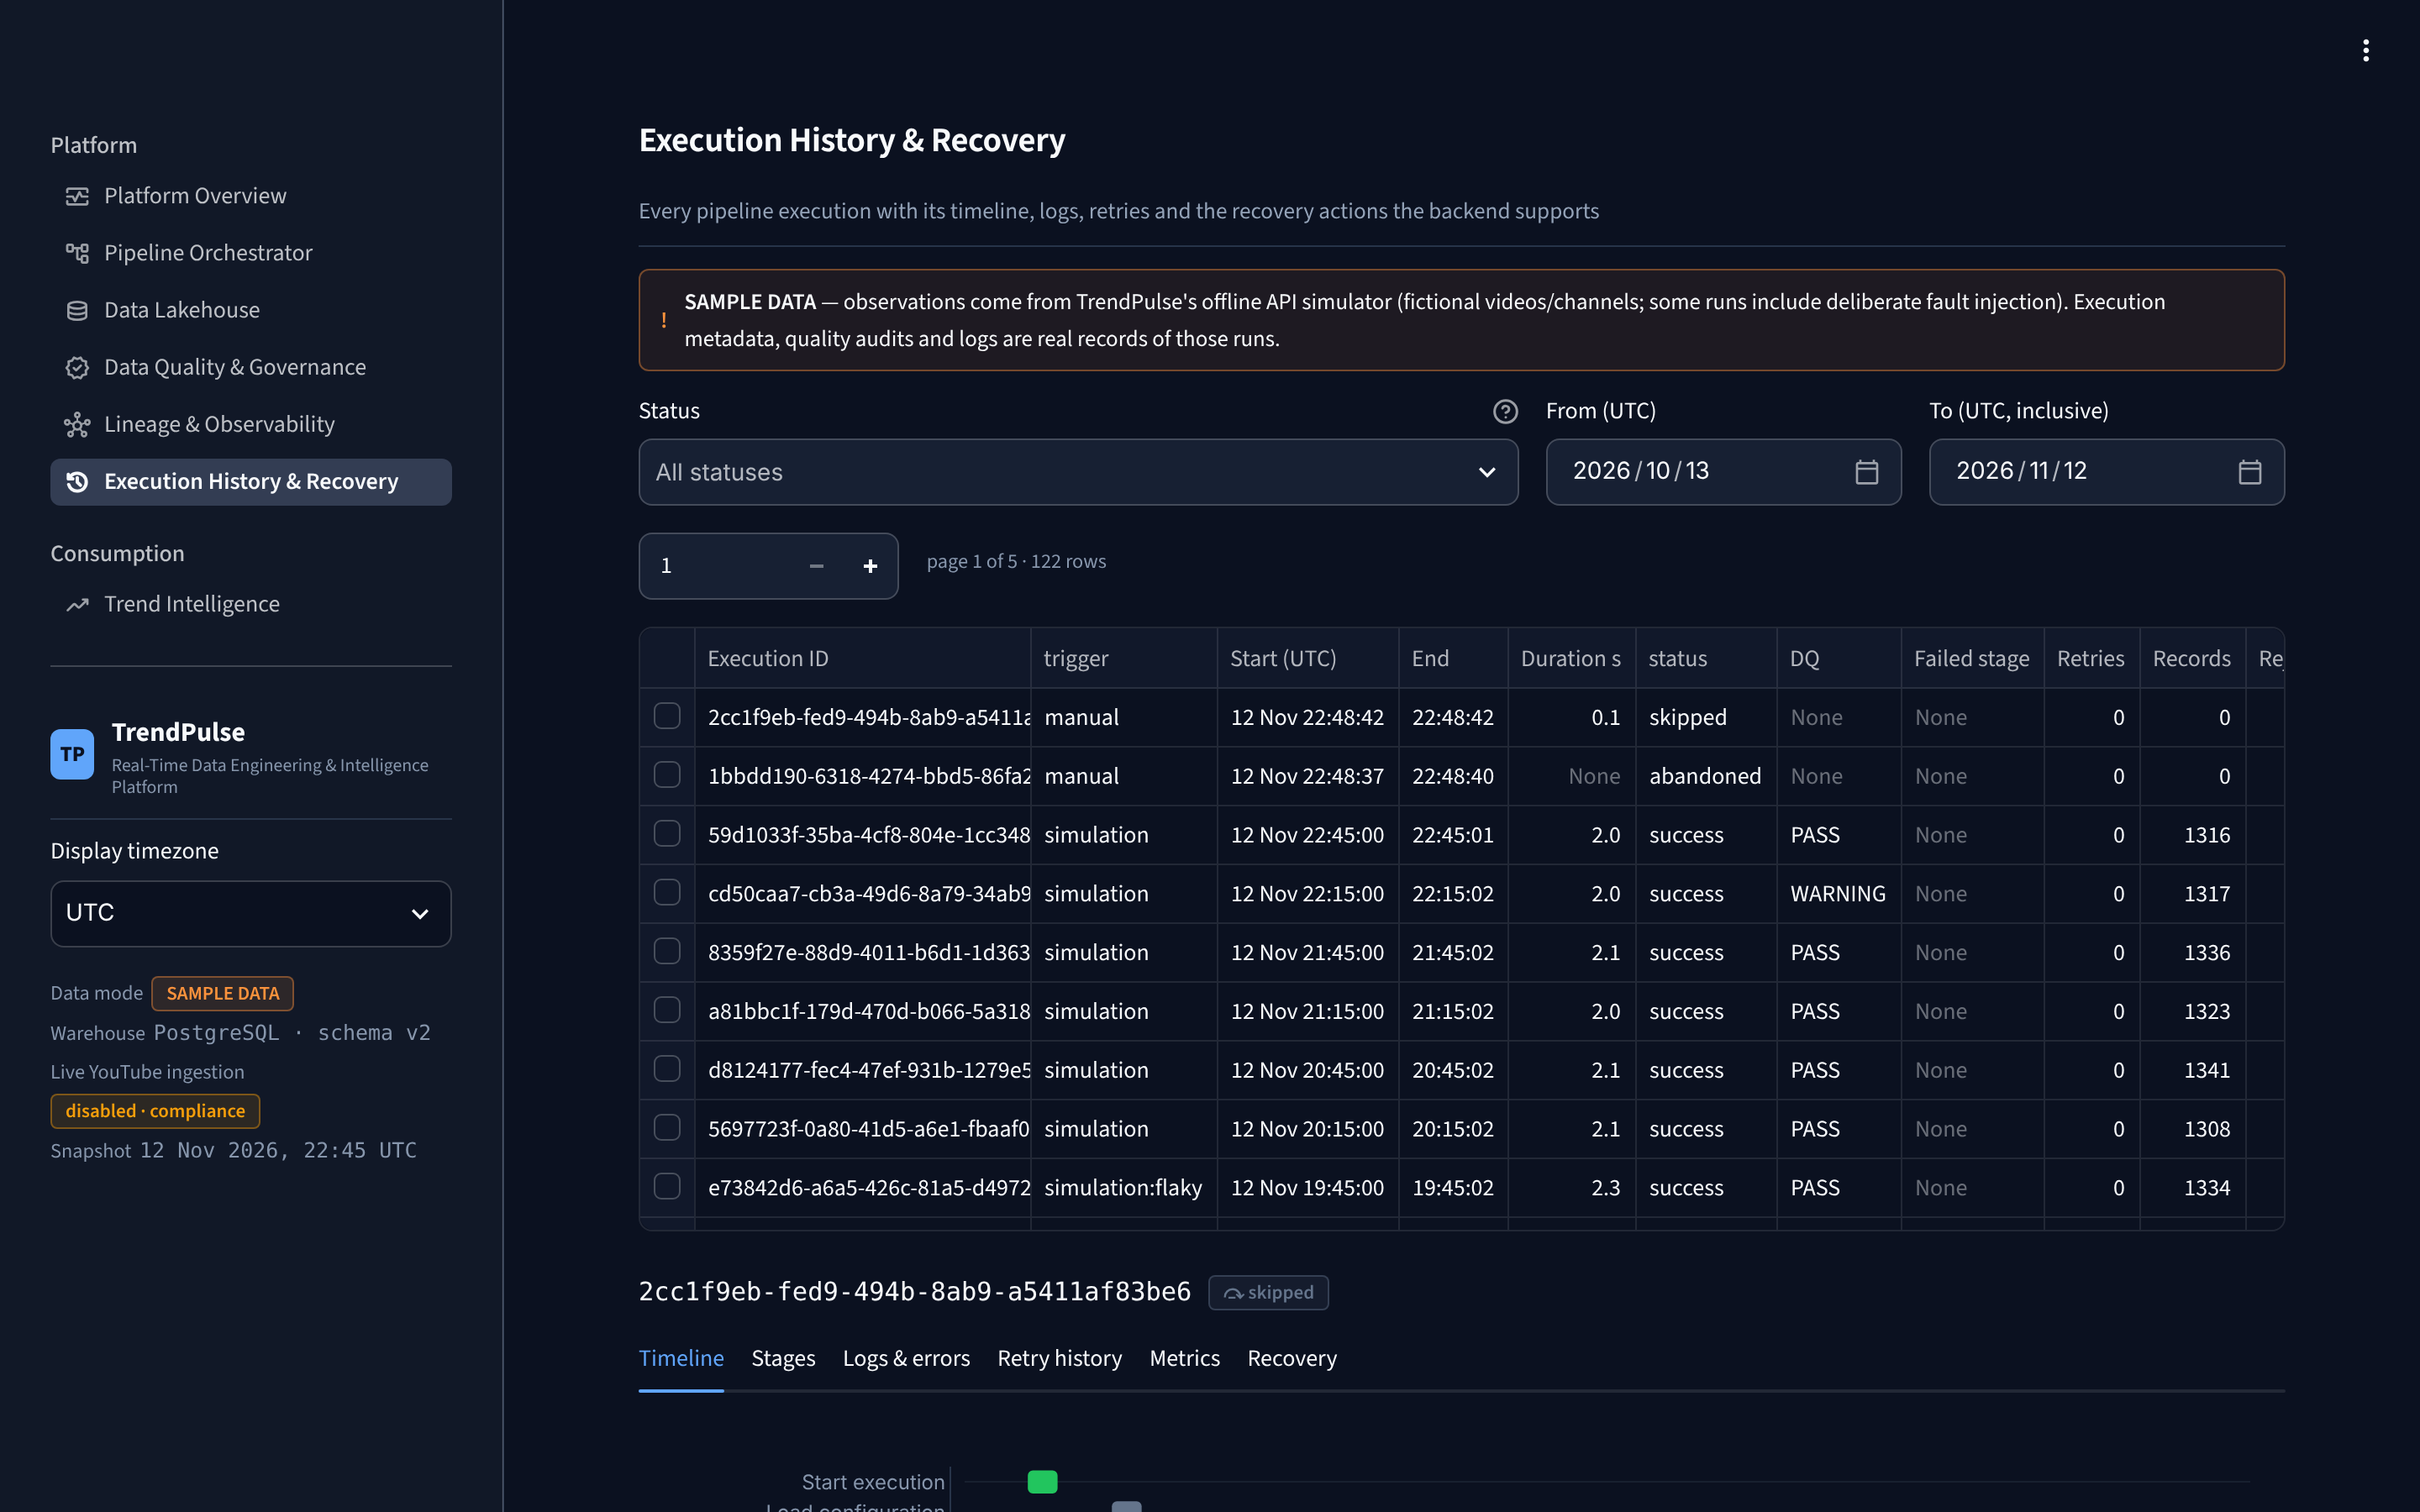 Platform
Platform Overview
Pipeline Orchestrator
Data Lakehouse
Data Quality & Governance
Lineage & Observability
Execution History & Recovery
Consumption
Trend Intelligence
TP
TrendPulse
Real-Time Data Engineering & Intelligence
Platform
Display timezone
UTC
Data mode SAMPLE DATA
Warehouse PostgreSQL · schema v2
Live YouTube ingestion
disabled · compliance
Snapshot 12 Nov 2026, 22:45 UTC
Execution History & Recovery
Every pipeline execution with its timeline, logs, retries and the recovery actions the backend supports
! SAMPLE DATA — observations come from TrendPulse's offline API simulator (fictional videos/channels; some runs include deliberate fault injection). Execution
metadata, quality audits and logs are real records of those runs.
Status From (UTC) To (UTC, inclusive)
All statuses 2026/10/13 2026/11/12
1 − + page 1 of 5 · 122 rows
Execution ID trigger Start (UTC) End Duration s status DQ Failed stage Retries Records
2cc1f9eb-fed9-494b-8ab9-a5411a manual 12 Nov 22:48:42 22:48:42 0.1 skipped None None 0 0
1bbdd190-6318-4274-bbd5-86fa2 manual 12 Nov 22:48:37 22:48:40 None abandoned None None 0 0
59d1033f-35ba-4cf8-804e-1cc348 simulation 12 Nov 22:45:00 22:45:01 2.0 success PASS None 0 1316
cd50caa7-cb3a-49d6-8a79-34ab9 simulation 12 Nov 22:15:00 22:15:02 2.0 success WARNING None 0 1317
8359f27e-88d9-4011-b6d1-1d363 simulation 12 Nov 21:45:00 21:45:02 2.1 success PASS None 0 1336
a81bbc1f-179d-470d-b066-5a318 simulation 12 Nov 21:15:00 21:15:02 2.0 success PASS None 0 1323
d8124177-fec4-47ef-931b-1279e5 simulation 12 Nov 20:45:00 20:45:02 2.1 success PASS None 0 1341
5697723f-0a80-41d5-a6e1-fbaaf0 simulation 12 Nov 20:15:00 20:15:02 2.1 success PASS None 0 1308
e73842d6-a6a5-426c-81a5-d4972 simulation:flaky 12 Nov 19:45:00 19:45:02 2.3 success PASS None 0 1334
2cc1f9eb-fed9-494b-8ab9-a5411af83be6 skipped
Timeline Stages Logs & errors Retry history Metrics Recovery
Start execution
Load configuration